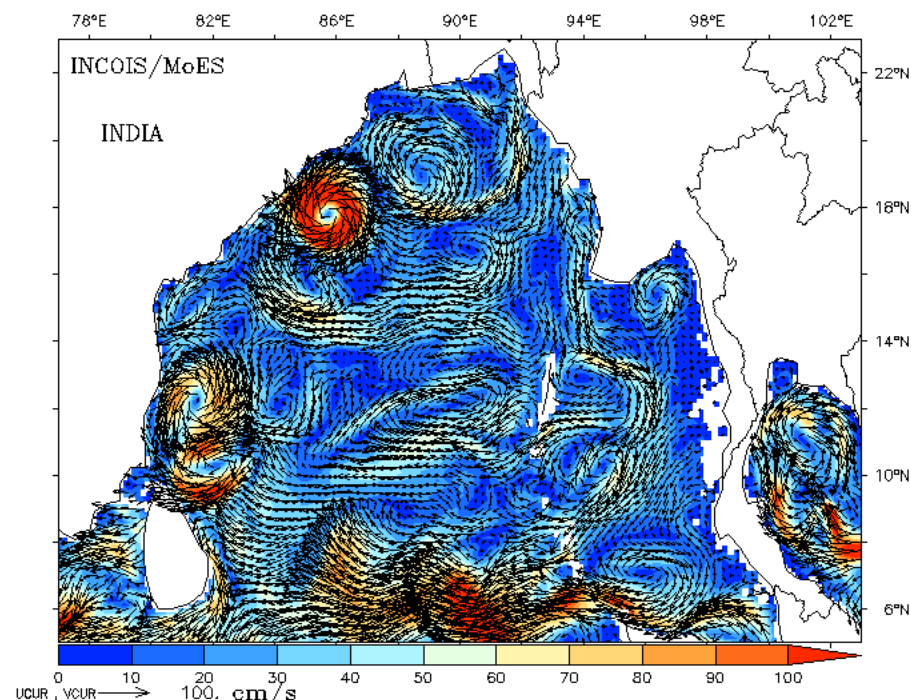 78°E 82°E 86°E 90°E 94°E 98°E 102°E
INCOIS/MoES
22°N
INDIA
18°N
14°N
10°N
6°N
0 10 20 30 40 50 60 70 80 90 100
UCUR , VCUR 100. cm/s